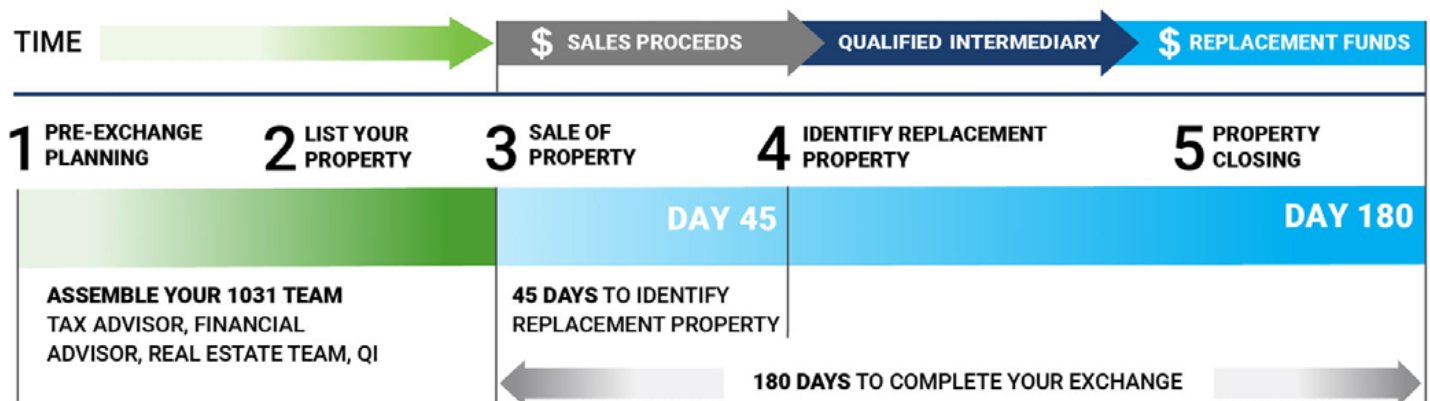 TIME
$ SALES PROCEEDS
QUALIFIED INTERMEDIARY
$ REPLACEMENT FUNDS
1 PRE-EXCHANGE
PLANNING
2 LIST YOUR
PROPERTY
3 SALE OF
PROPERTY
4 IDENTIFY REPLACEMENT
PROPERTY
5 PROPERTY
CLOSING
DAY 45
DAY 180
ASSEMBLE YOUR 1031 TEAM
TAX ADVISOR, FINANCIAL
ADVISOR, REAL ESTATE TEAM, QI
45 DAYS TO IDENTIFY
REPLACEMENT PROPERTY
180 DAYS TO COMPLETE YOUR EXCHANGE